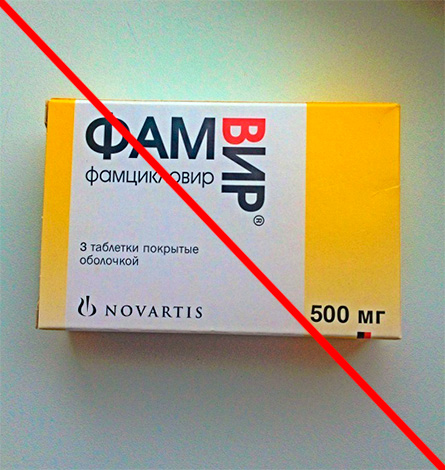 ФАМВИР®
фамцикловир
3 таблетки покрытые
оболочкой
NOVARTIS
500 мг